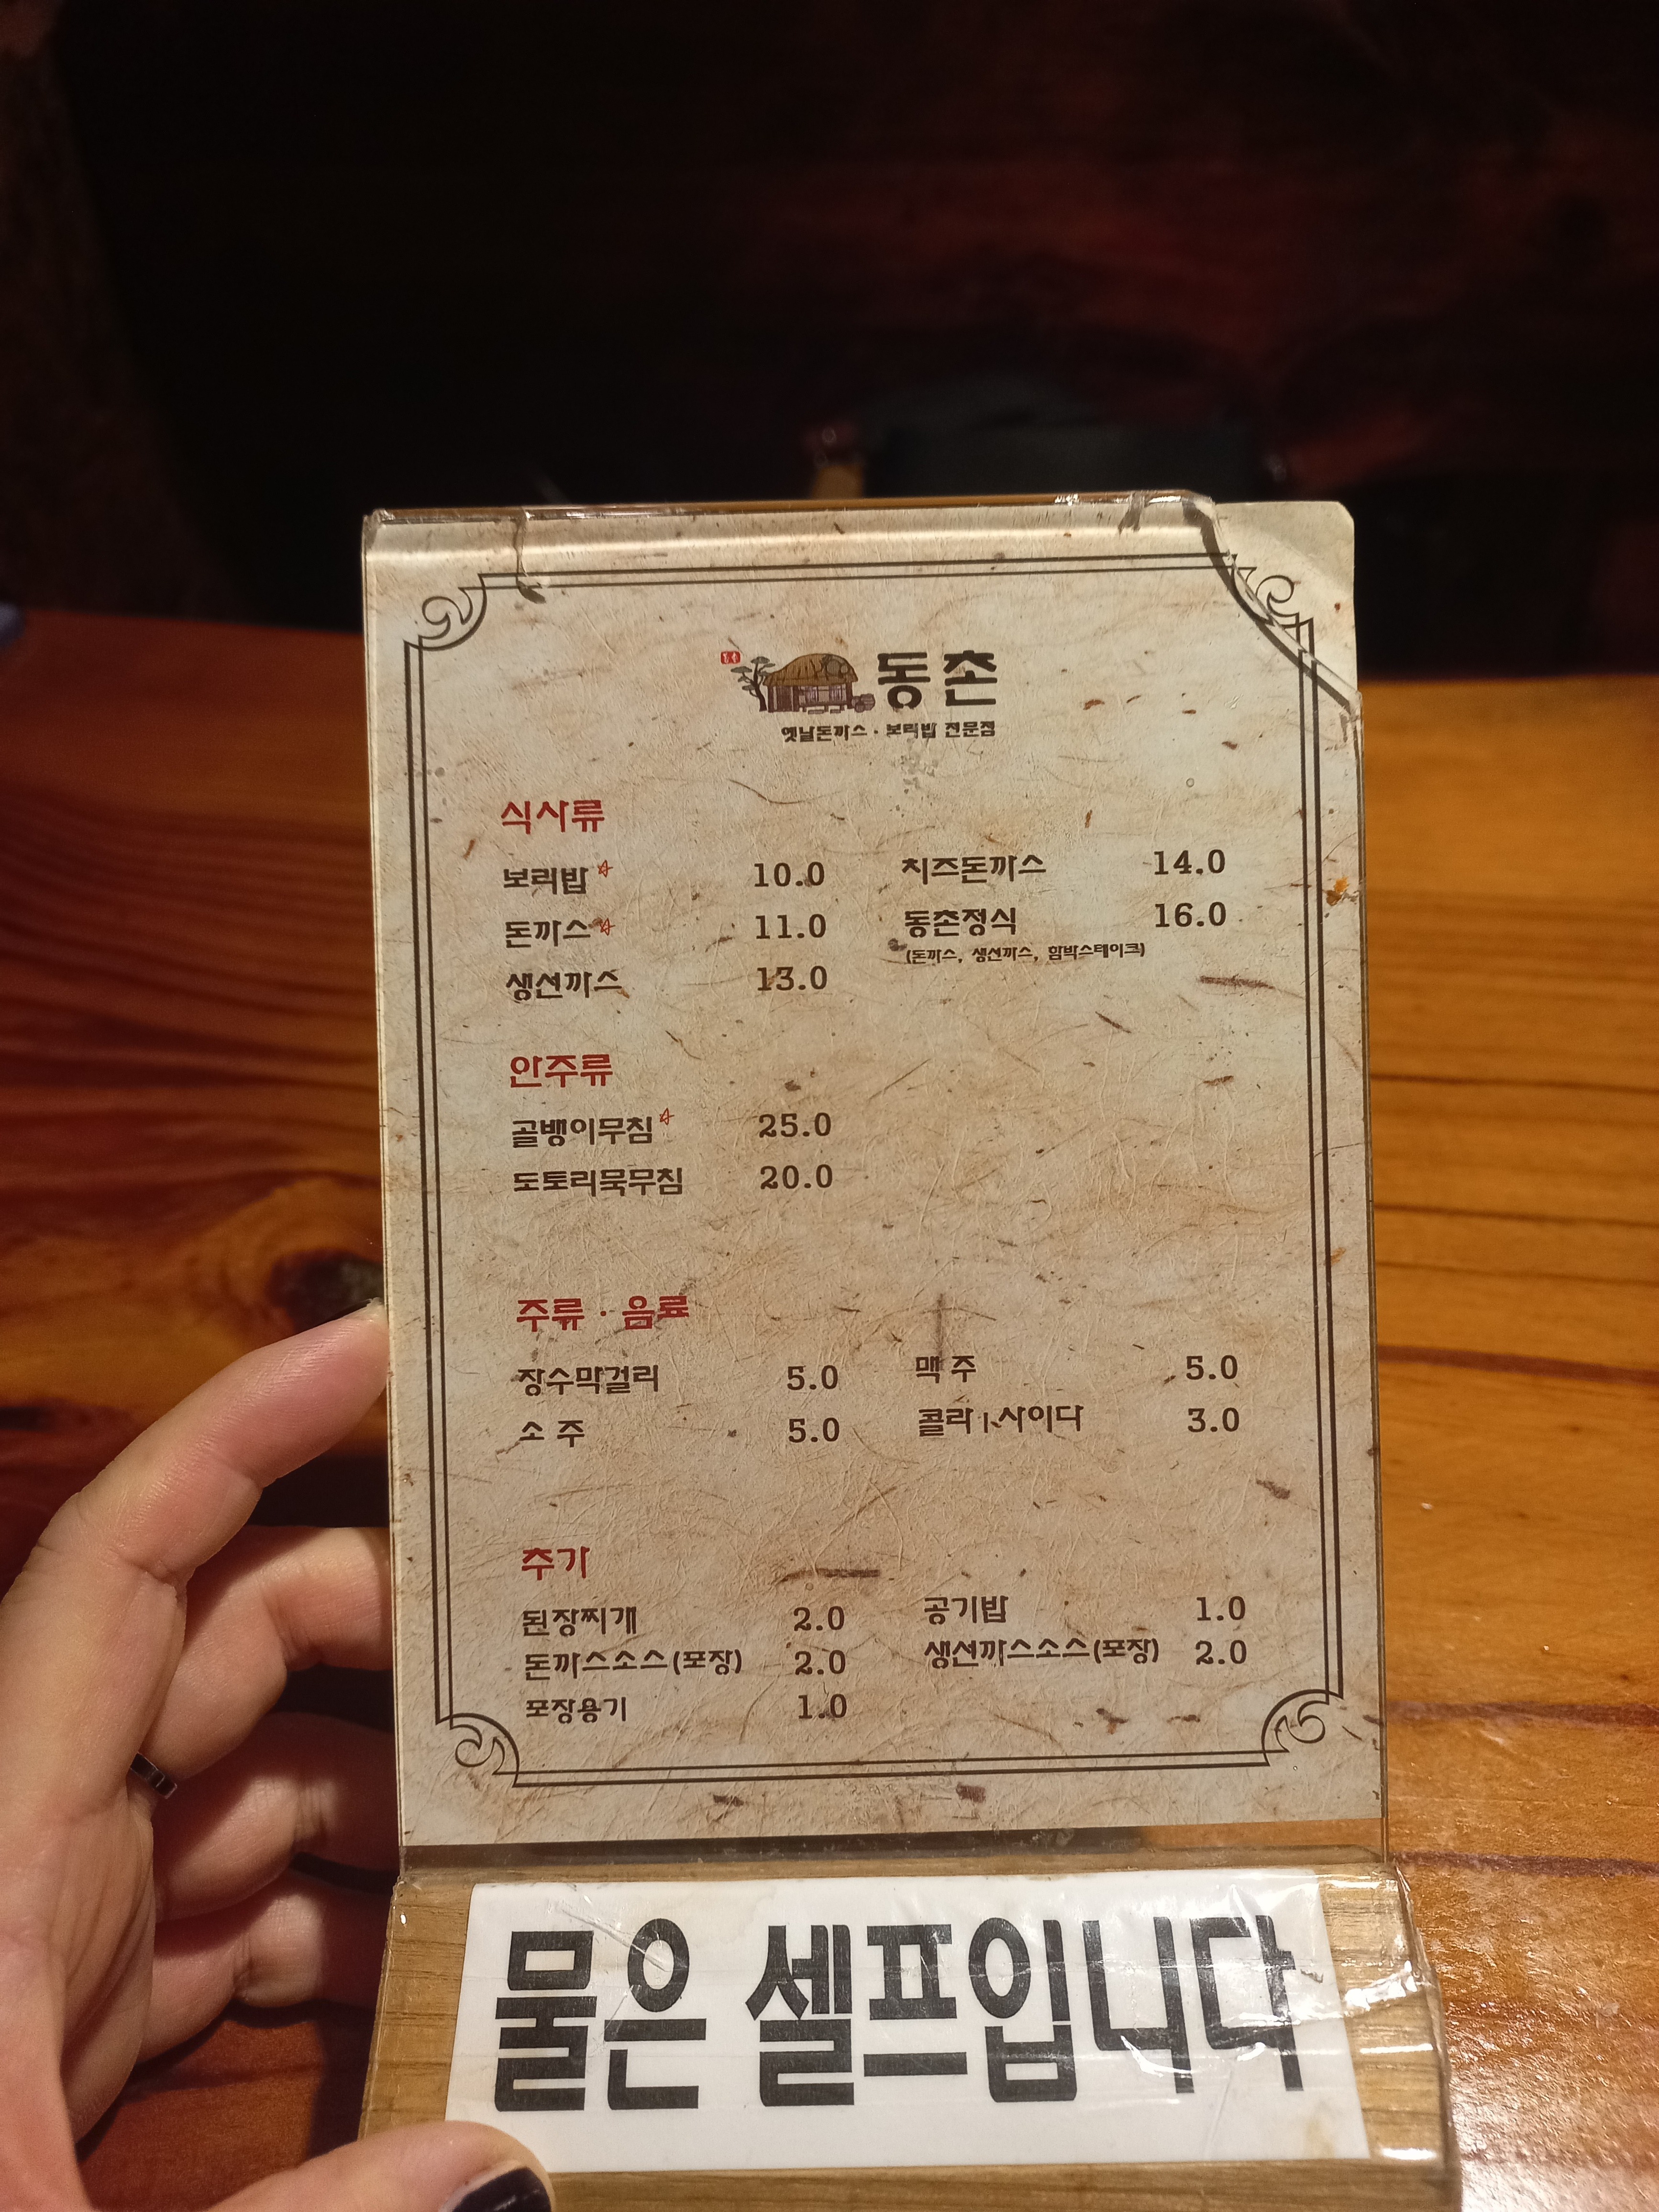 동촌
옛날돈까스 · 보리밥 전문점
식사류
보리밥☆ 10.0 치즈돈까스 14.0
돈까스☆ 11.0 동촌정식 16.0
(돈까스, 생선까스, 함박스테이크)
생선까스 13.0
안주류
골뱅이무침☆ 25.0
도토리묵무침 20.0
주류 · 음료
장수막걸리 5.0 맥 주 5.0
소 주 5.0 콜라 | 사이다 3.0
추가
된장찌개 2.0 공기밥 1.0
돈까스소스(포장) 2.0 생선까스소스(포장) 2.0
포장용기 1.0
물은 셀프입니다